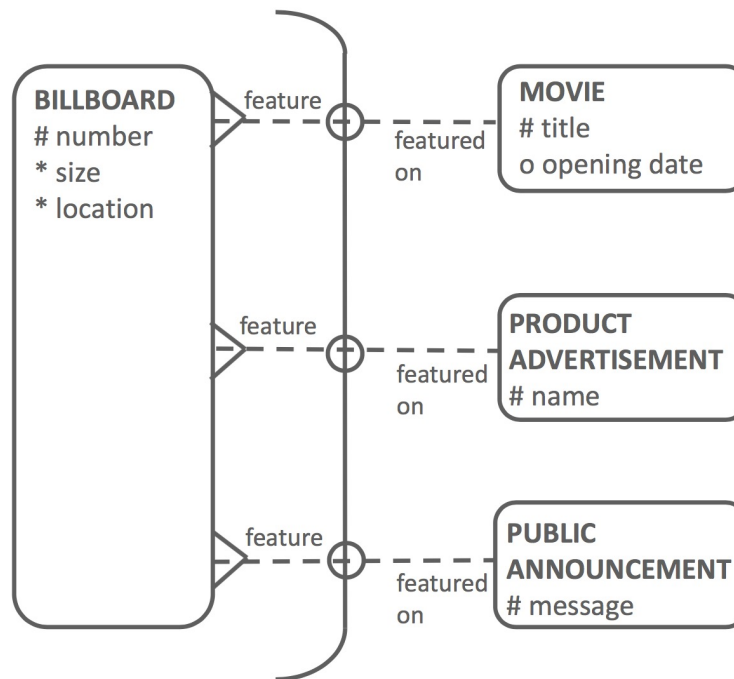 BILLBOARD
# number
* size
* location
feature
featured
on
MOVIE
# title
o opening date
feature
featured
on
PRODUCT
ADVERTISEMENT
# name
feature
featured
on
PUBLIC
ANNOUNCEMENT
# message